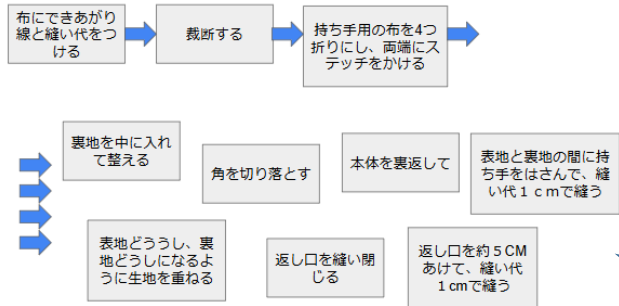 布にできあがり
線と縫い代をつ
ける
裁断する
持ち手用の布を4つ
折りにし、両端にス
テッチをかける
裏地を中に入れ
て整える
角を切り落とす
本体を裏返して
表地と裏地の間に持
ち手をはさんで、縫
い代１ｃｍで縫う
表地どううし、裏
地どうしになるよ
うに生地を重ねる
返し口を縫い閉
じる
返し口を約５CM
あけて、縫い代
１cmで縫う